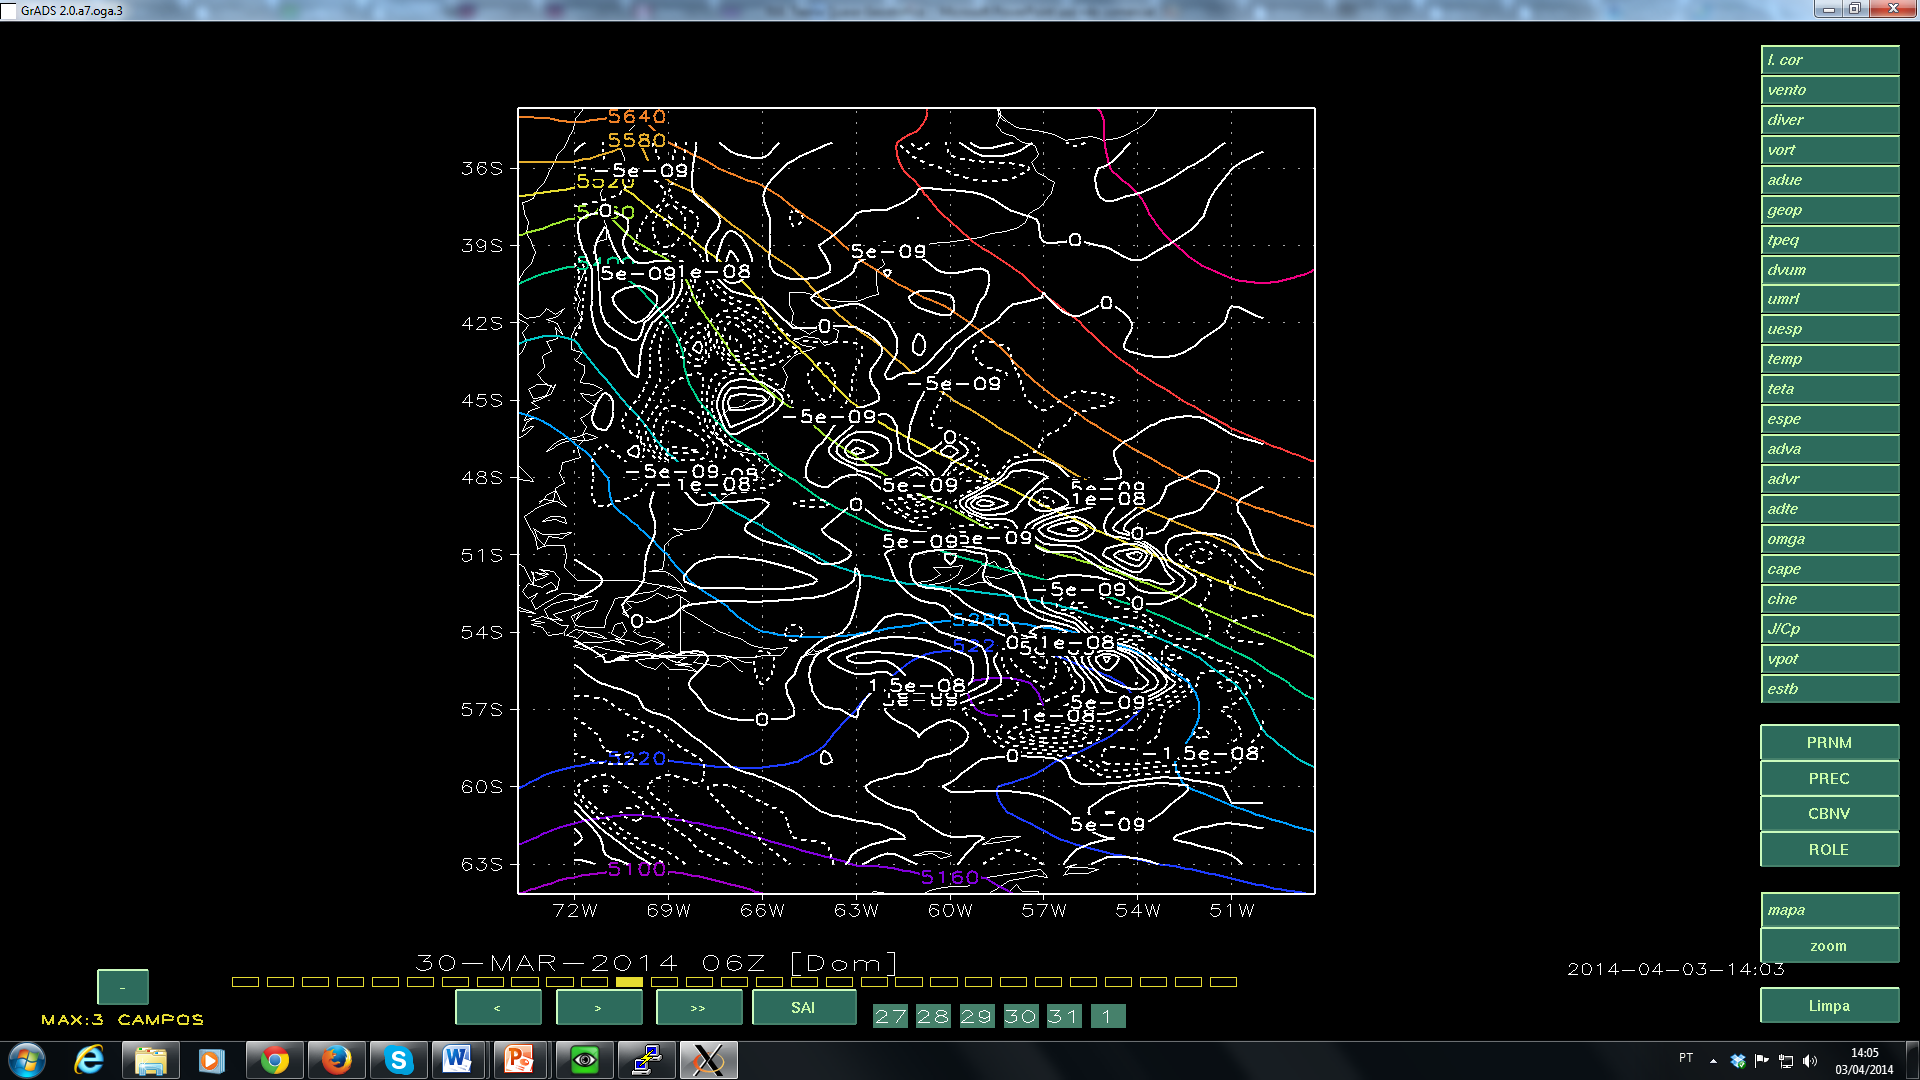 GrADS 2.0.a7.oga.3
l. cor
vento
diver
vort
adue
geop
tpeq
dvum
umrl
uesp
temp
teta
espe
adva
advr
adte
omga
cape
cine
J/Cp
vpot
estb
PRNM
PREC
CBNV
ROLE
mapa
zoom
Limpa
36S
39S
42S
45S
48S
51S
54S
57S
60S
63S
72W 69W 66W 63W 60W 57W 54W 51W
5640
5580
-5e-09
5520
0
5e-09
0
5e-09 1e-08
0
0
-5e-09
-5e-09
0
-5e-09
-1e-08
5e-09
5e-09
1e-08
0
0
5e-09
-5e-09
0
0
5280
1e-08
1.5e-08
5e-09
-1e-08
0
0
-1.5e-08
0
5220
5e-09
5100
5160
30-MAR-2014 06Z [Dom]
2014-04-03-14:03
-
MAX:3 CAMPOS
< > >> SAI
27 28 29 30 31 1
PT
14:05
03/04/2014